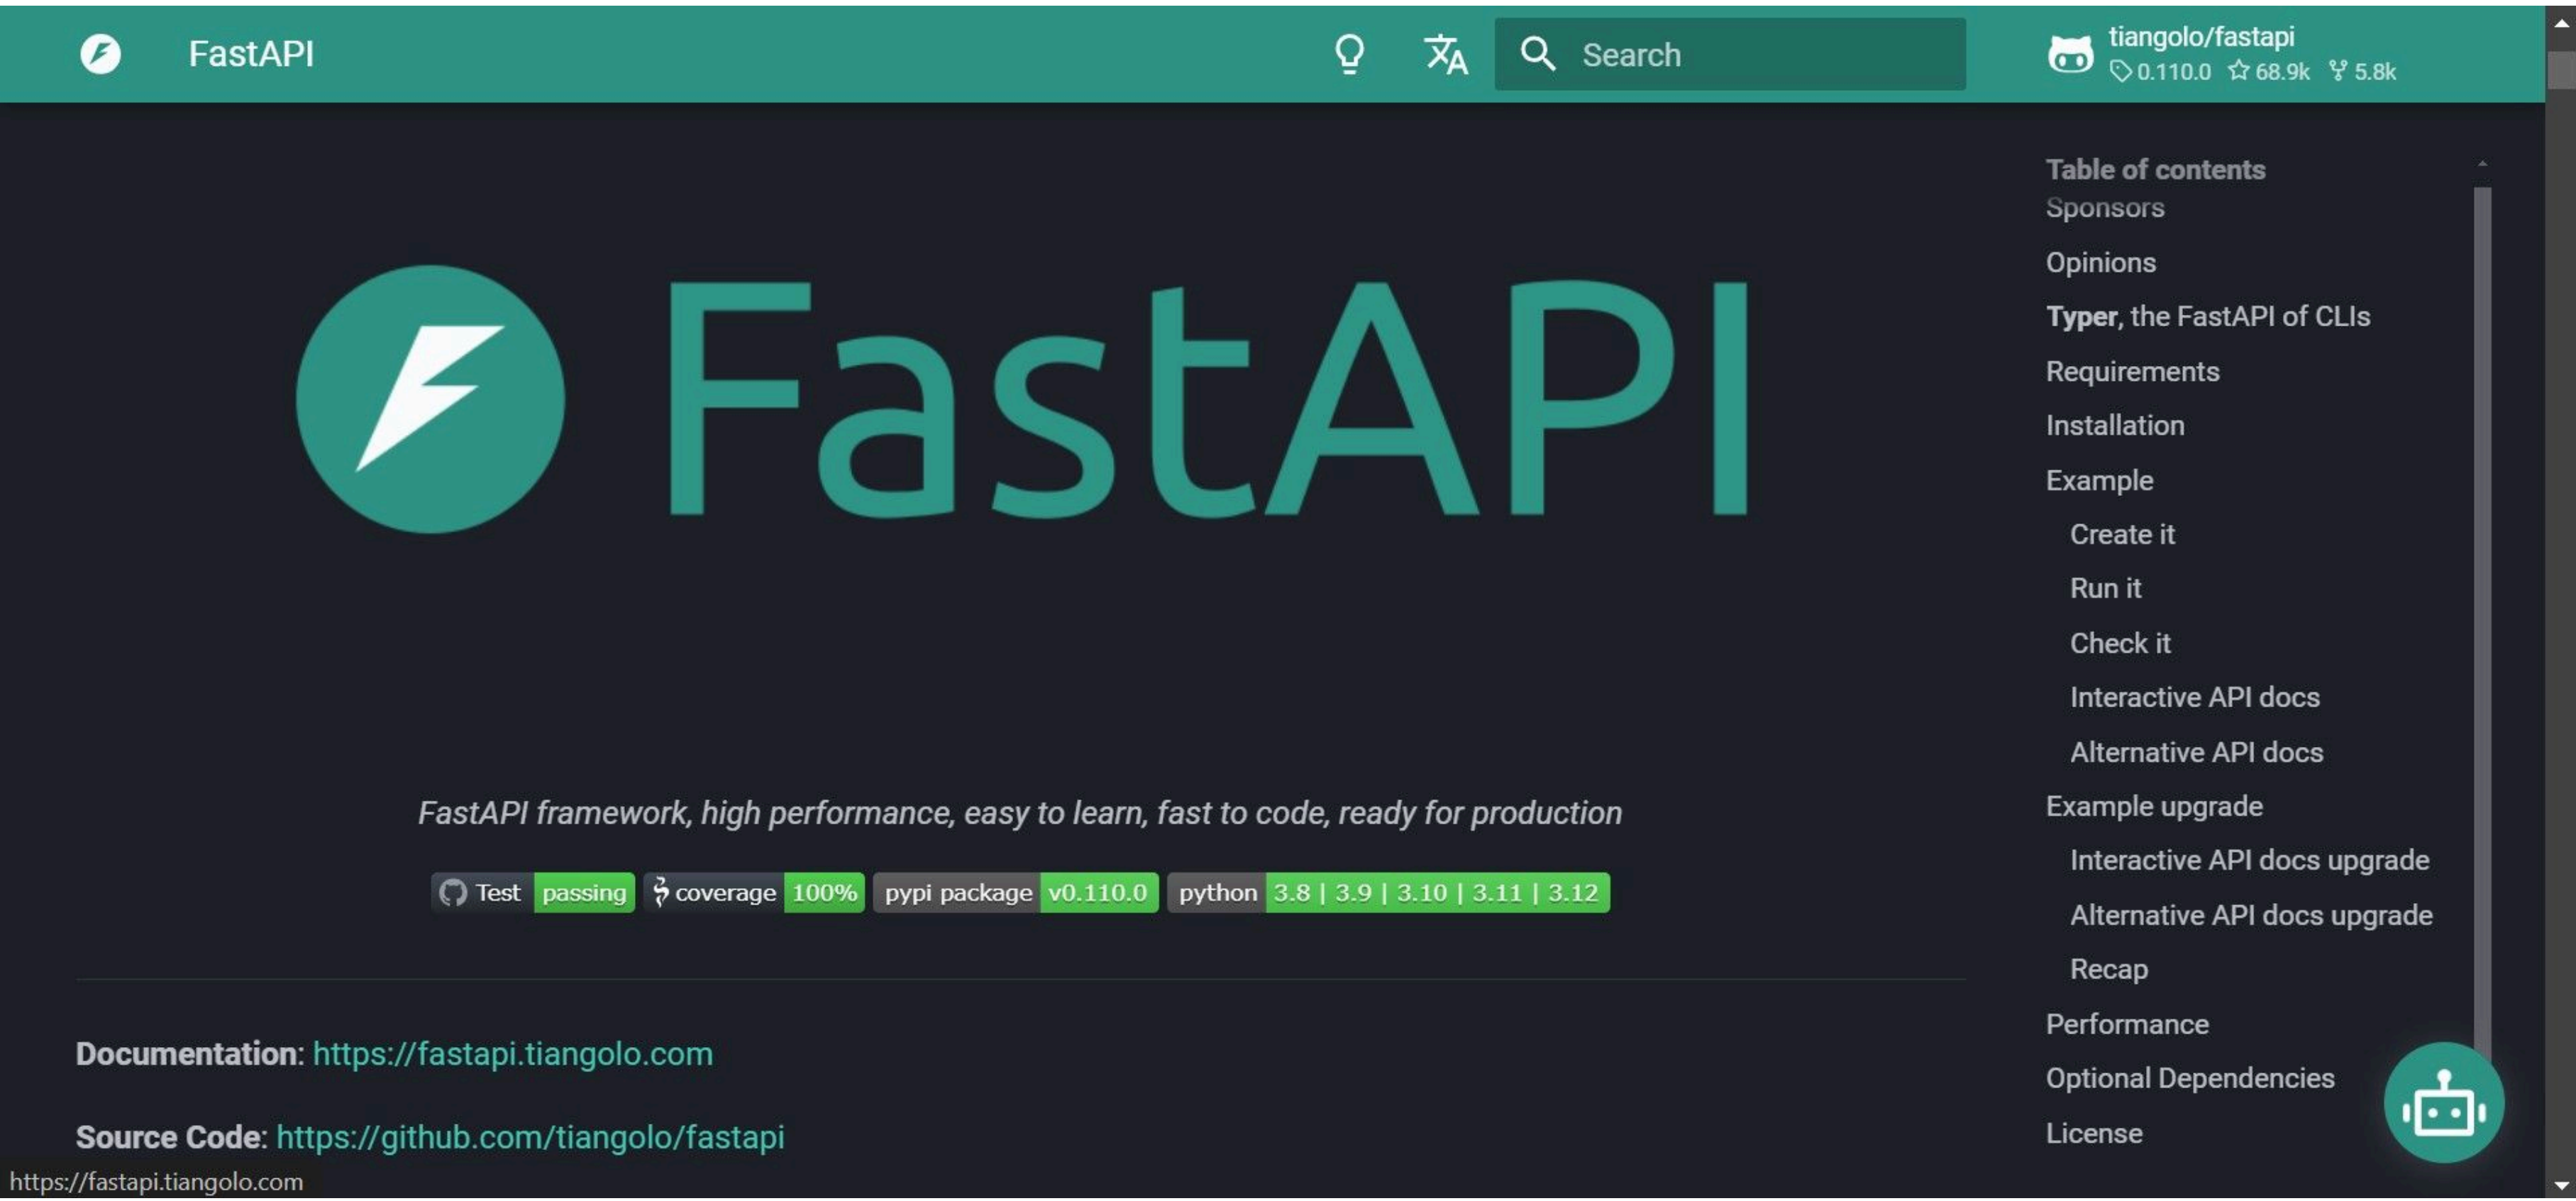 FastAPI
Search
tiangolo/fastapi
0.110.0 68.9k 5.8k
FastAPI
FastAPI framework, high performance, easy to learn, fast to code, ready for production
Test passing coverage 100% pypi package v0.110.0 python 3.8 | 3.9 | 3.10 | 3.11 | 3.12
Documentation: https://fastapi.tiangolo.com
Source Code: https://github.com/tiangolo/fastapi
https://fastapi.tiangolo.com
Table of contents
Sponsors
Opinions
Typer, the FastAPI of CLIs
Requirements
Installation
Example
Create it
Run it
Check it
Interactive API docs
Alternative API docs
Example upgrade
Interactive API docs upgrade
Alternative API docs upgrade
Recap
Performance
Optional Dependencies
License